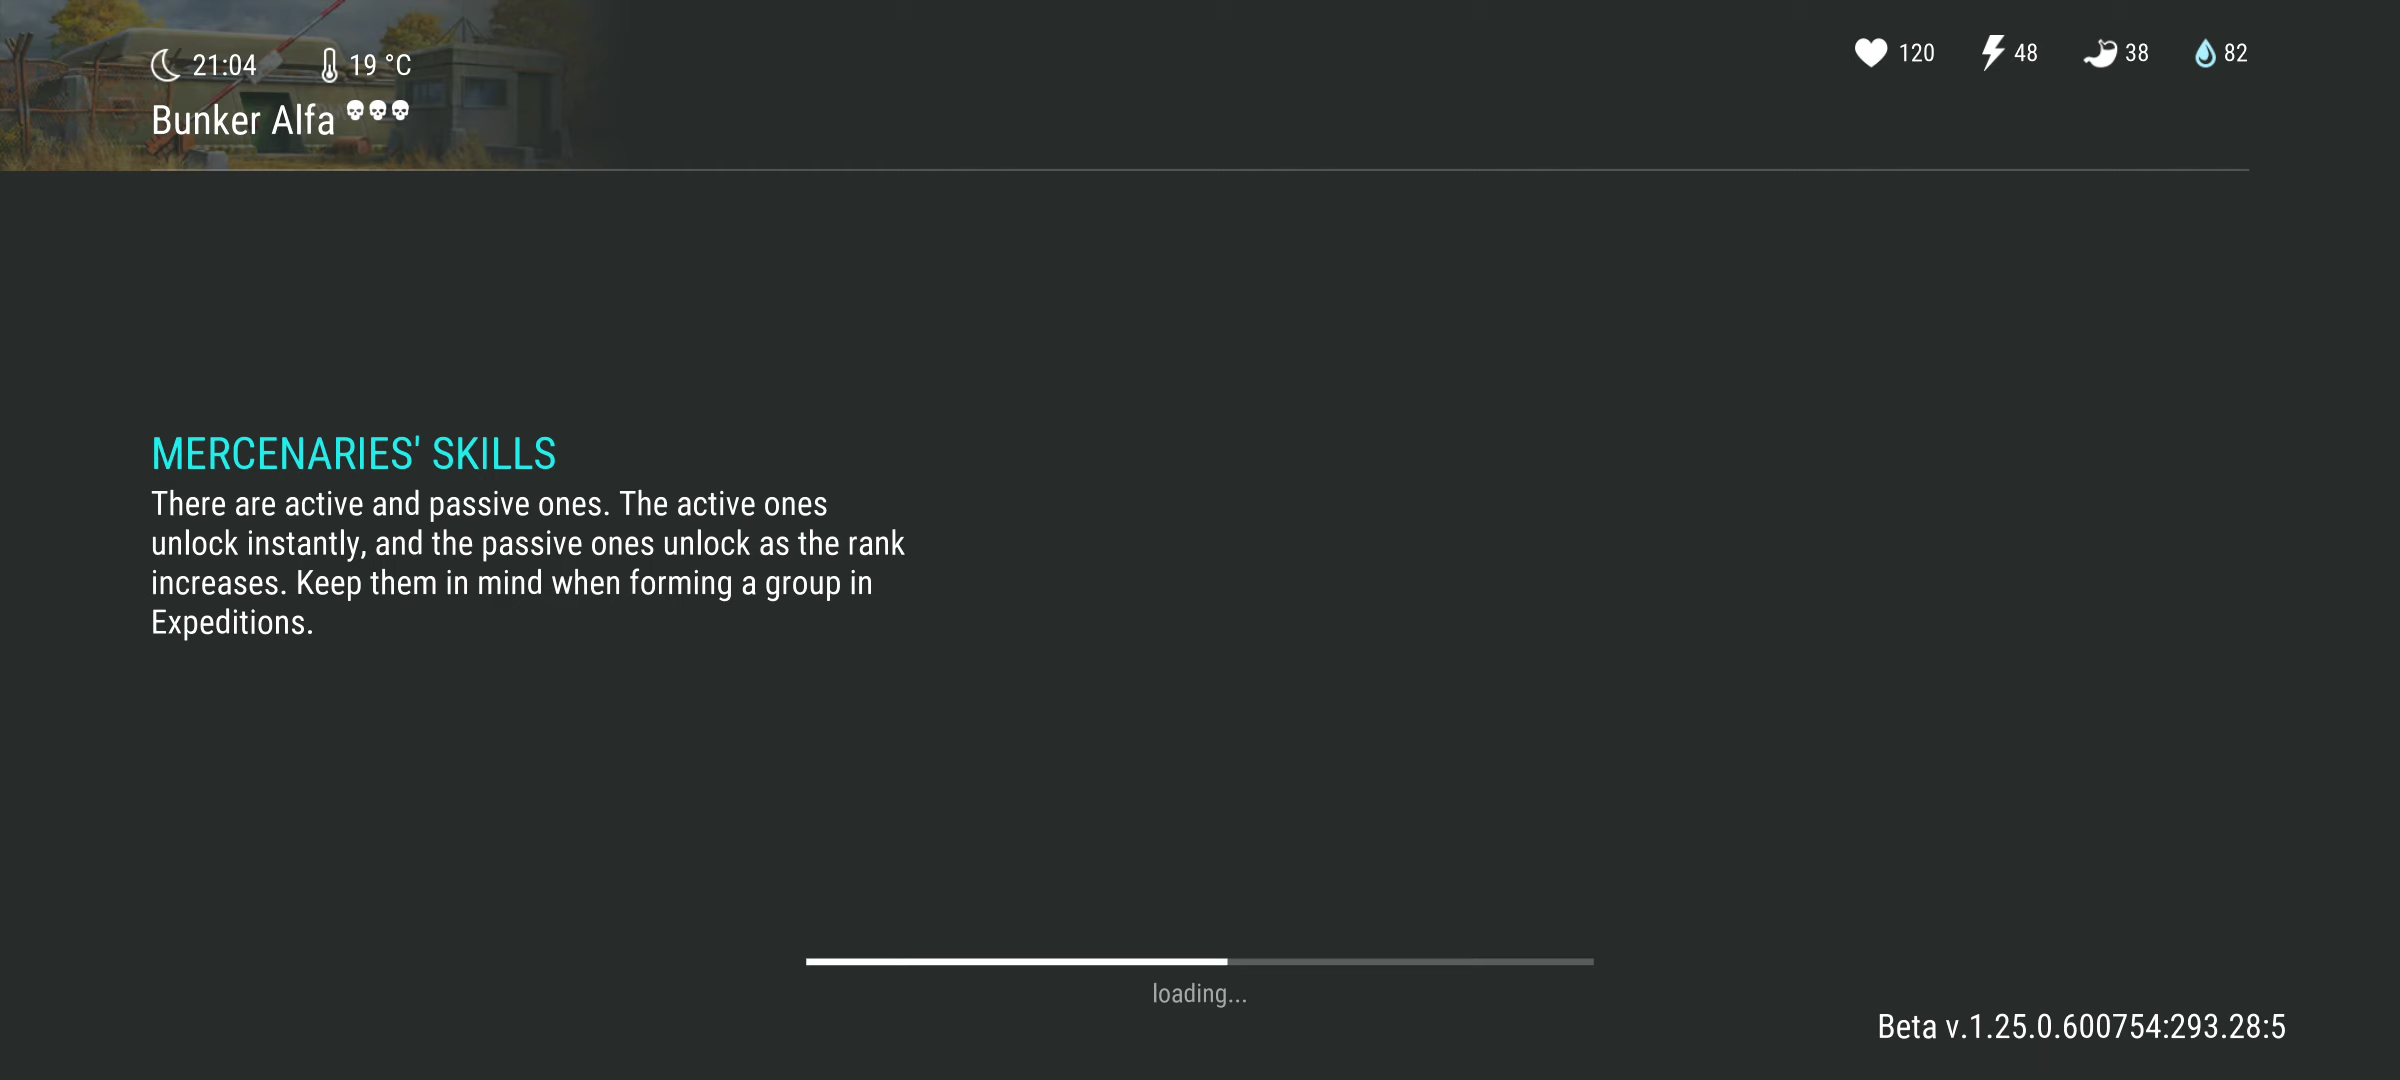 21:04 19 °C
120 48 38 82
Bunker Alfa
MERCENARIES' SKILLS
There are active and passive ones. The active ones
unlock instantly, and the passive ones unlock as the rank
increases. Keep them in mind when forming a group in
Expeditions.
loading...
Beta v.1.25.0.600754:293.28:5